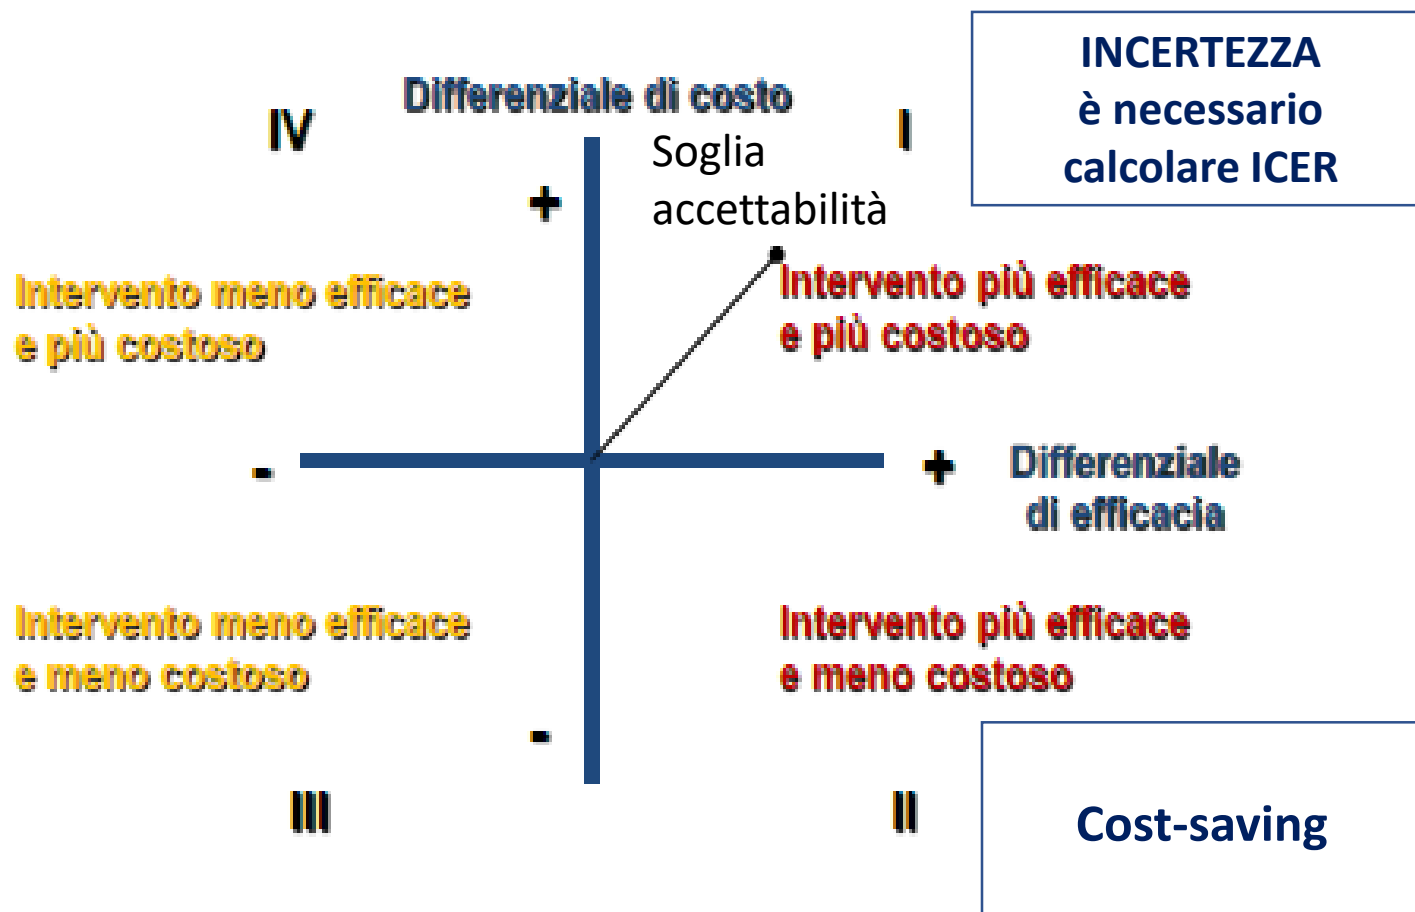 INCERTEZZA
è necessario
calcolare ICER
Differenziale di costo
IV
I
Soglia
accettabilità
+
Intervento meno efficace
e più costoso
Intervento più efficace
e più costoso
-
+
Differenziale
di efficacia
Intervento meno efficace
e meno costoso
Intervento più efficace
e meno costoso
-
III
II
Cost-saving